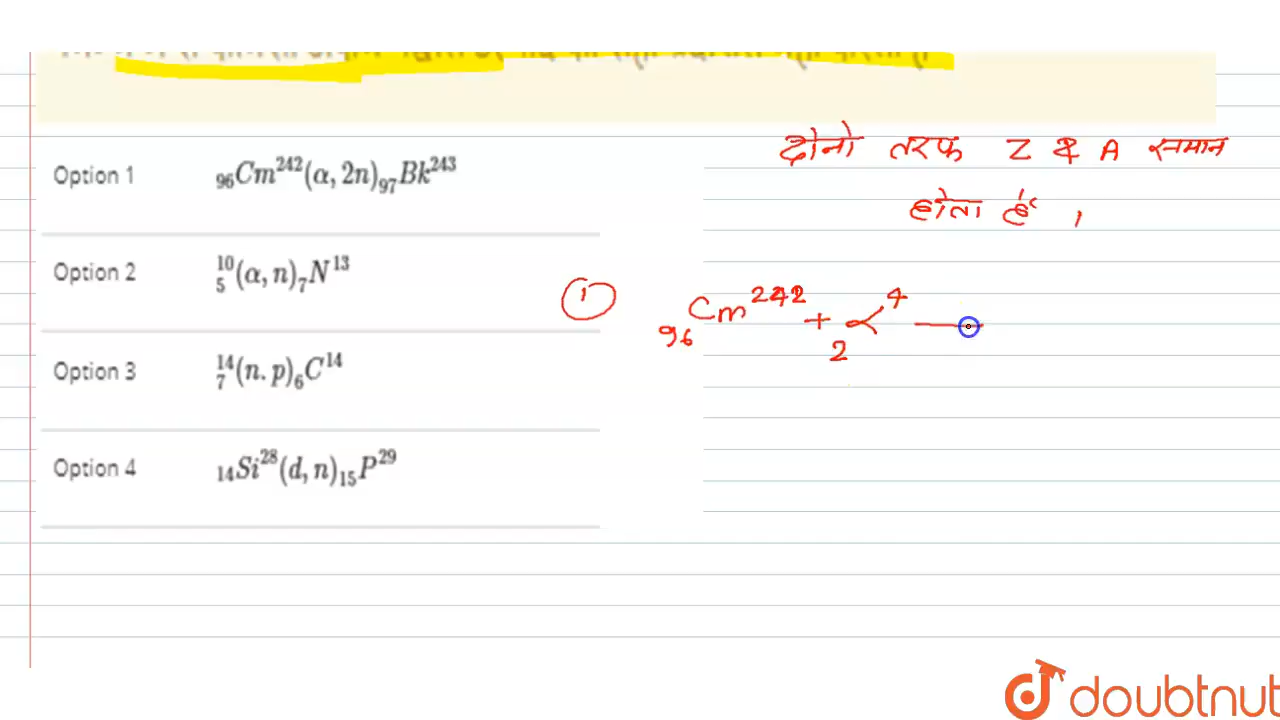 Option 1 ₉₆Cm²⁴²(α, 2n)₉₇Bk²⁴³
दोनो तरफ Z & A समान
होता है ।
Option 2 ¹⁰₅(α, n)₇N¹³
① ₉₆Cm²⁴² + ₂α⁴ —
Option 3 ¹⁴₇(n.p)₆C¹⁴
Option 4 ₁₄Si²⁸(d, n)₁₅P²⁹
doubtnut